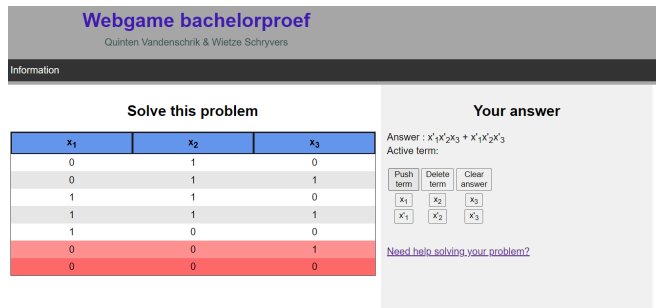 Webgame bachelorproef
Quinten Vandenschrik & Wietze Schryvers
Information
Solve this problem
x₁ x₂ x₃
0 1 0
0 1 1
1 1 0
1 1 1
1 0 0
0 0 1
0 0 0
Your answer
Answer : x'₁x'₂x₃ + x'₁x'₂x'₃
Active term:
Push term Delete term Clear answer
x₁ x₂ x₃
x'₁ x'₂ x'₃
Need help solving your problem?